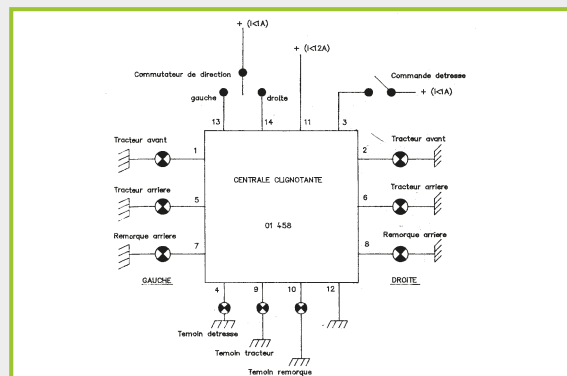 + (I<1A)
+ (I<12A)
Commutateur de direction
Commande detresse
gauche
droite
+ (I<1A)
13
14
11
3
Tracteur avant
1
2
Tracteur avant
CENTRALE CLIGNOTANTE
Tracteur arriere
5
6
Tracteur arriere
01 458
Remorque arriere
7
8
Remorque arriere
GAUCHE
DROITE
4
9
10
12
Temoin detresse
Temoin tracteur
Temoin remorque